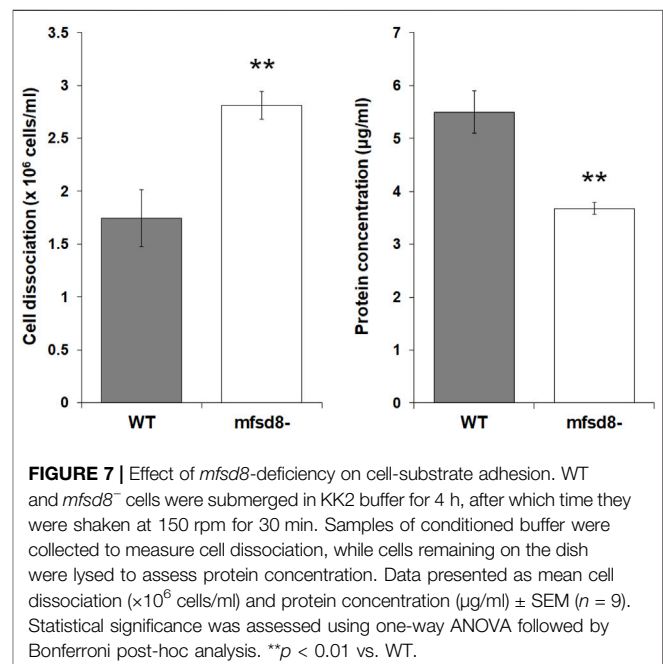 3.5
3
2.5
2
1.5
1
0.5
0
Cell dissociation (x 10⁶ cells/ml)
**
WT
mfsd8-
7
6
5
4
3
2
1
0
Protein concentration (µg/ml)
**
WT
mfsd8-
FIGURE 7 | Effect of mfsd8-deficiency on cell-substrate adhesion. WT
and mfsd8⁻ cells were submerged in KK2 buffer for 4 h, after which time they
were shaken at 150 rpm for 30 min. Samples of conditioned buffer were
collected to measure cell dissociation, while cells remaining on the dish
were lysed to assess protein concentration. Data presented as mean cell
dissociation (×10⁶ cells/ml) and protein concentration (µg/ml) ± SEM (n = 9).
Statistical significance was assessed using one-way ANOVA followed by
Bonferroni post-hoc analysis. **p < 0.01 vs. WT.